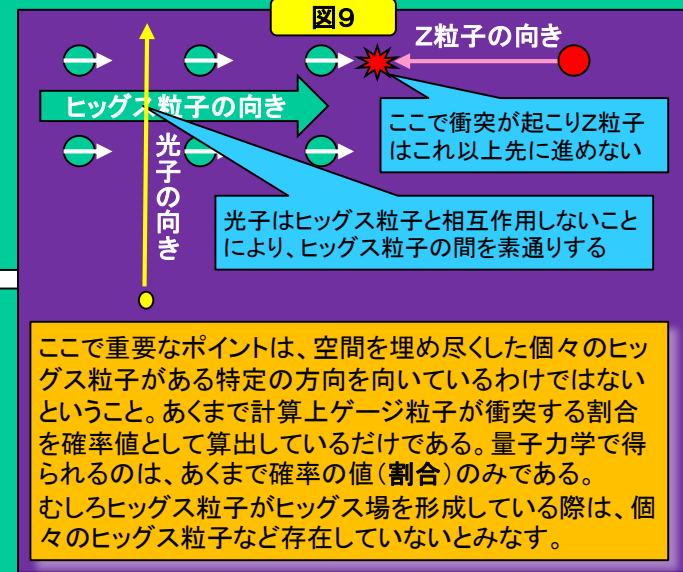 図9
Z粒子の向き
ヒッグス粒子の向き
光子の向き
ここで衝突が起こりZ粒子
はこれ以上先に進めない
光子はヒッグス粒子と相互作用しないこと
により、ヒッグス粒子の間を素通りする
ここで重要なポイントは、空間を埋め尽くした個々のヒッ
グス粒子がある特定の方向を向いているわけではない
ということ。あくまで計算上ゲージ粒子が衝突する割合
を確率値として算出しているだけである。量子力学で得
られるのは、あくまで確率の値(割合)のみである。
むしろヒッグス粒子がヒッグス場を形成している際は、個
々のヒッグス粒子など存在していないとみなす。